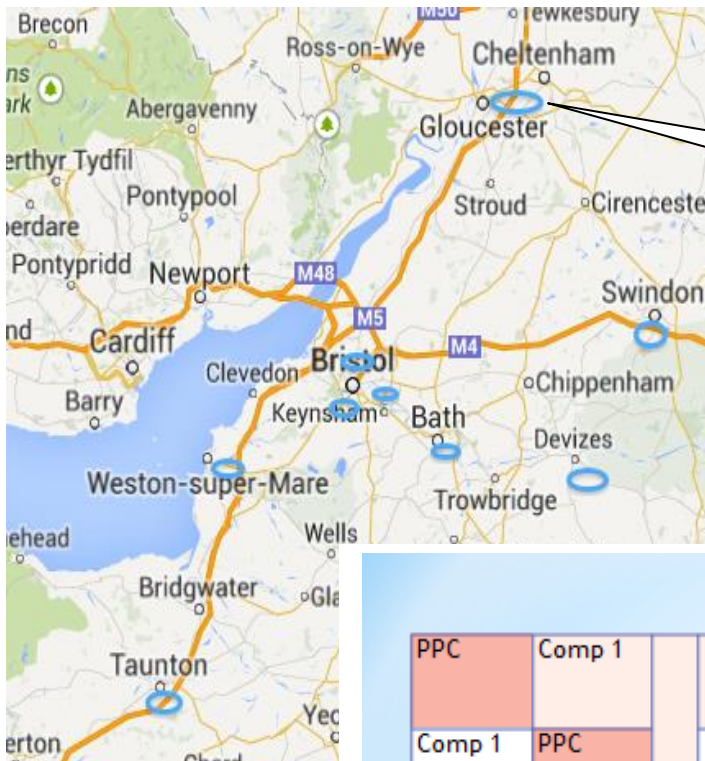 M50
Tewkesbury
Brecon
Ross-on-Wye
Cheltenham
ns
ark
Abergavenny
Gloucester
erthyr Tydfil
Pontypool
Stroud
Cirenceste
erdare
Pontypridd
Newport
M48
Swindon
M5
nd
Cardiff
Bristol
M4
Clevedon
Chippenham
Barry
Keynsham
Bath
Devizes
Weston-super-Mare
Trowbridge
ehead
Wells
Bridgwater
Gla
Taunton
Yeo
erton
Chard
PPC Comp 1
Comp 1 PPC